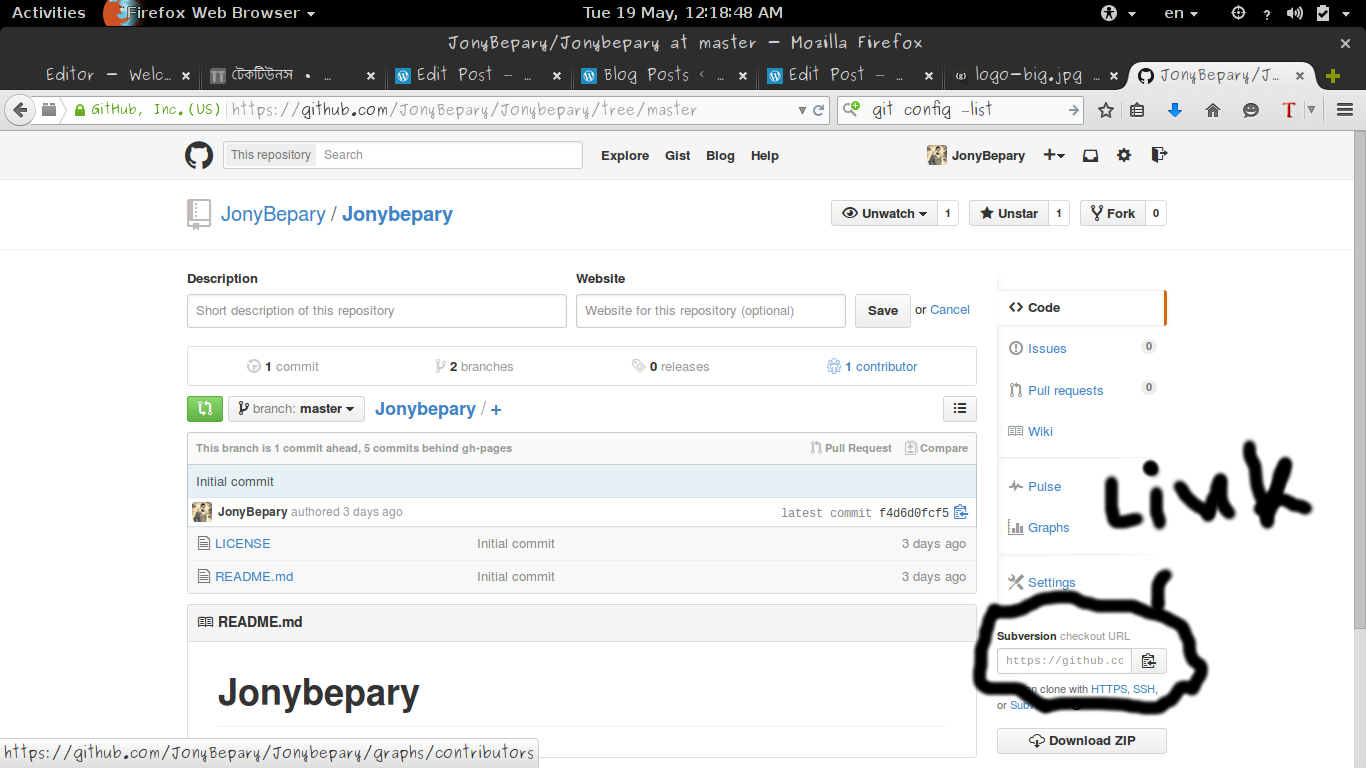 Activities Firefox Web Browser Tue 19 May, 12:18:48 AM en
JonyBepary/Jonybepary at master - Mozilla Firefox
Editor — Welc... টেকটিউনস • Edit Post — ... Blog Posts ‹ ... Edit Post — ... logo-big.jpg ... JonyBepary/J...
GitHub, Inc. (US) https://github.com/JonyBepary/Jonybepary/tree/master git config -list
This repository Search Explore Gist Blog Help JonyBepary
JonyBepary / Jonybepary Unwatch 1 Unstar 1 Fork 0
Description Website
Short description of this repository Website for this repository (optional) Save or Cancel
Code
Issues 0
Pull requests 0
Wiki
Pulse
Graphs
Settings
1 commit 2 branches 0 releases 1 contributor
branch: master Jonybepary / +
This branch is 1 commit ahead, 5 commits behind gh-pages Pull Request Compare
Initial commit
JonyBepary authored 3 days ago latest commit f4d6d0fcf5
LICENSE Initial commit 3 days ago
README.md Initial commit 3 days ago
README.md
Jonybepary
Link
Subversion checkout URL
https://github.cc
clone with HTTPS, SSH,
or
Download ZIP
https://github.com/JonyBepary/Jonybepary/graphs/contributors